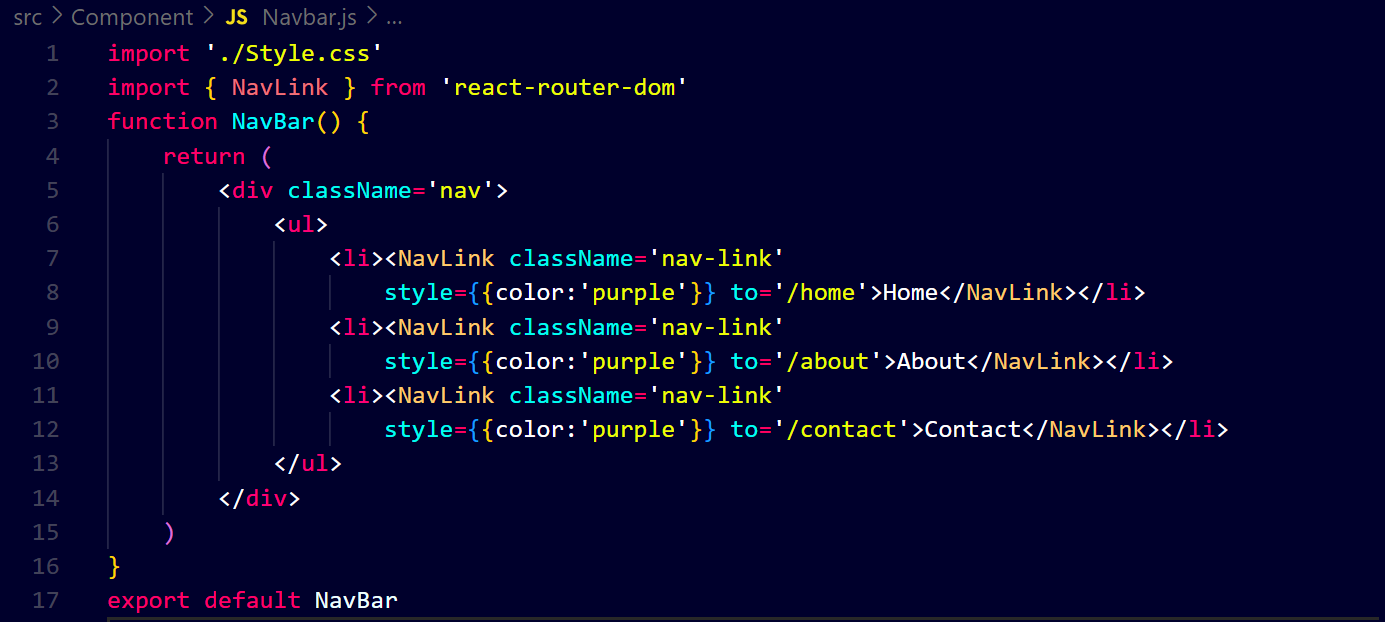 src > Component > JS Navbar.js > ...
1 import './Style.css'
2 import { NavLink } from 'react-router-dom'
3 function NavBar() {
4     return (
5         <div className='nav'>
6             <ul>
7                 <li><NavLink className='nav-link'
8                     style={{color:'purple'}} to='/home'>Home</NavLink></li>
9                 <li><NavLink className='nav-link'
10                     style={{color:'purple'}} to='/about'>About</NavLink></li>
11                 <li><NavLink className='nav-link'
12                     style={{color:'purple'}} to='/contact'>Contact</NavLink></li>
13             </ul>
14         </div>
15     )
16 }
17 export default NavBar